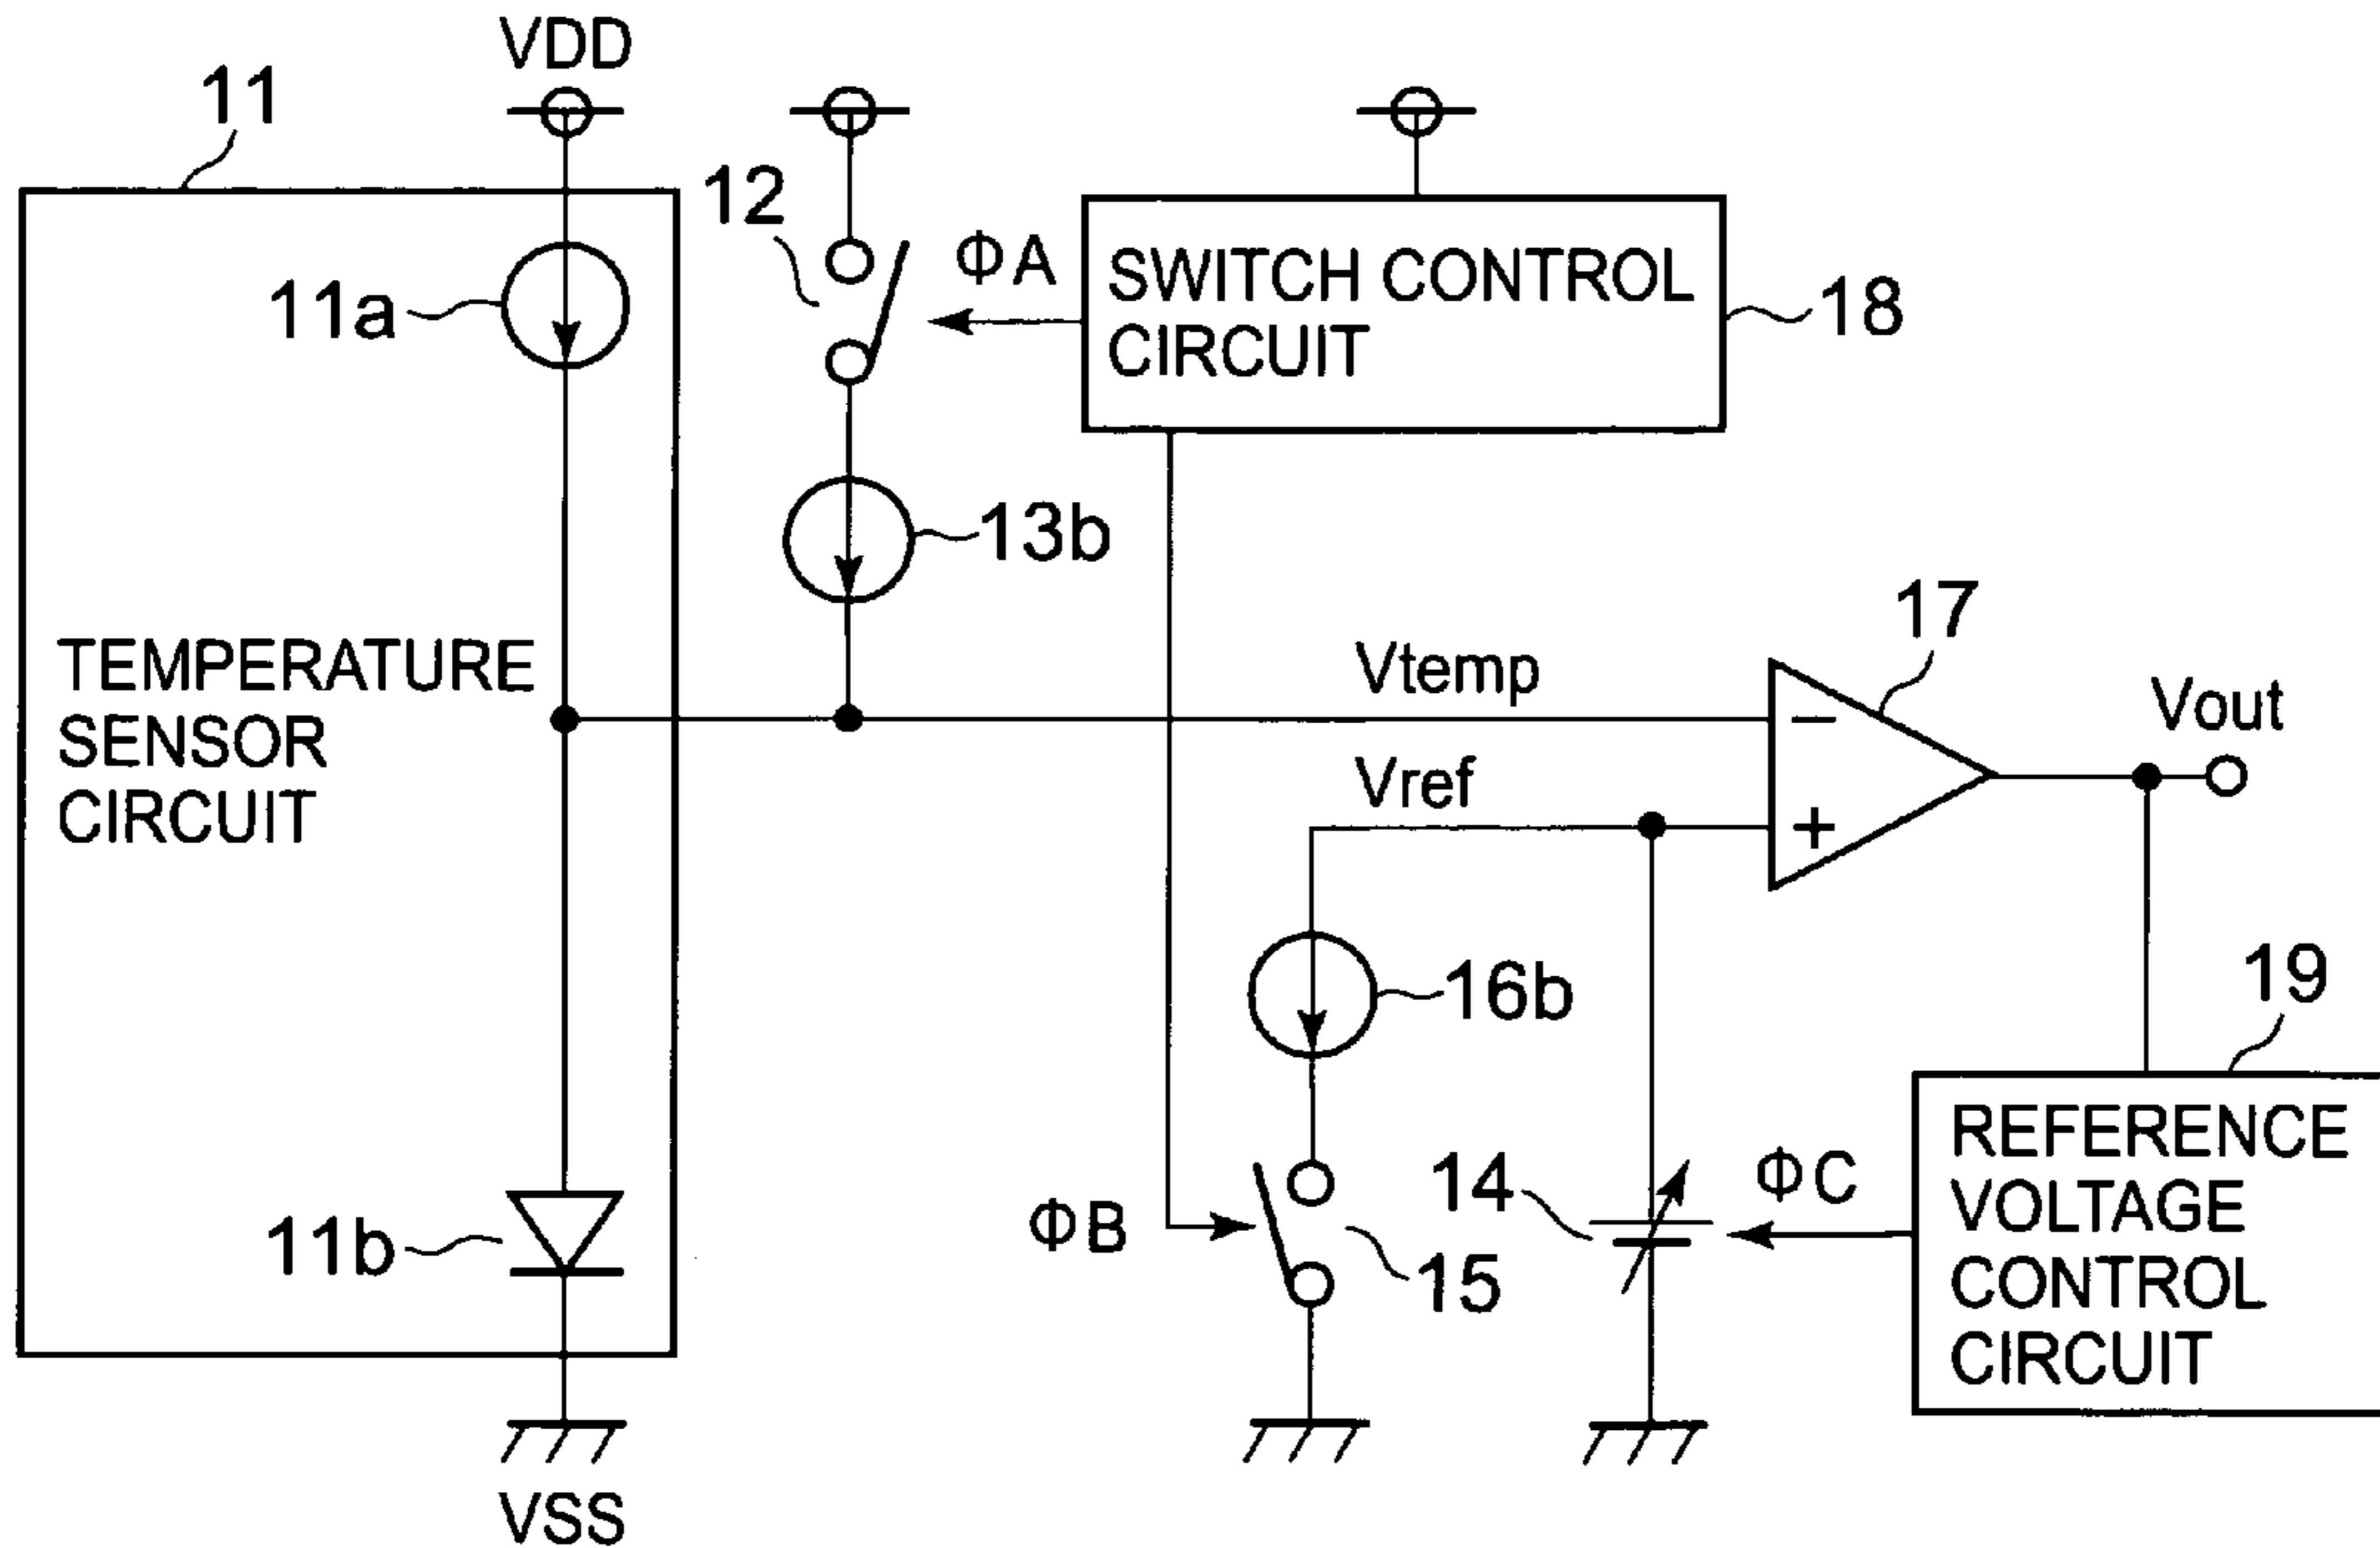 VDD
11
12
ΦA
SWITCH CONTROL
CIRCUIT
18
11a
13b
TEMPERATURE
SENSOR
CIRCUIT
Vtemp
17
Vout
Vref
−
+
16b
19
REFERENCE
VOLTAGE
CONTROL
CIRCUIT
14
ΦC
ΦB
15
11b
VSS